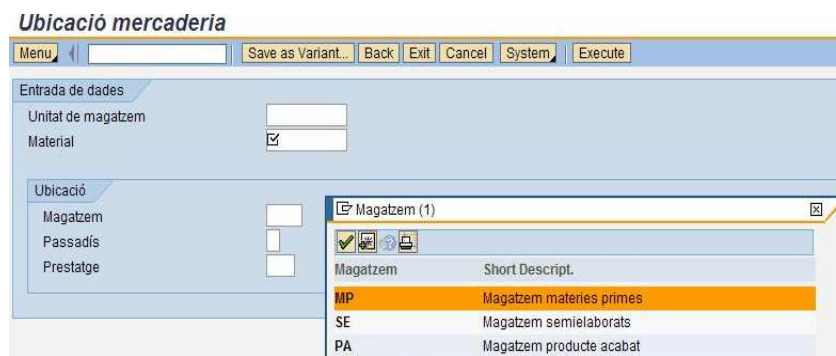 Ubicació mercaderia
Menu Save as Variant... Back Exit Cancel System Execute
Entrada de dades
Unitat de magatzem
Material
Ubicació
Magatzem
Passadís
Prestatge
Magatzem (1)
Magatzem Short Descript.
MP Magatzem materies primes
SE Magatzem semielaborats
PA Magatzem producte acabat